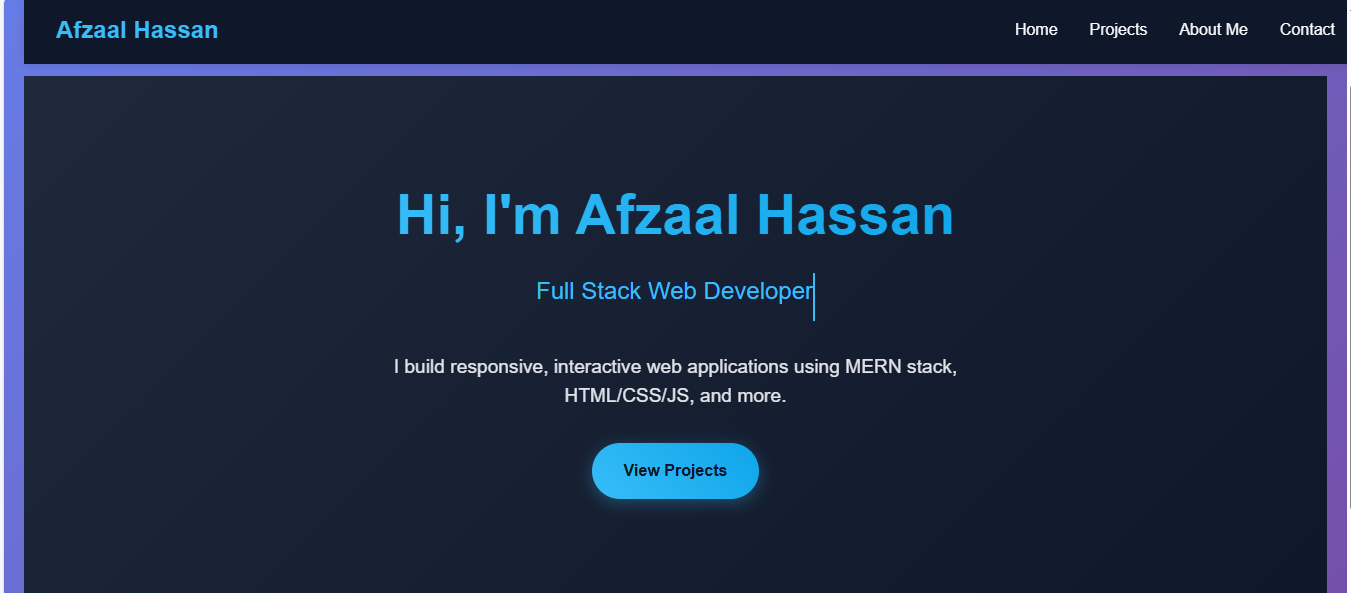 Afzaal Hassan
Home Projects About Me Contact
Hi, I'm Afzaal Hassan
Full Stack Web Developer
I build responsive, interactive web applications using MERN stack,
HTML/CSS/JS, and more.
View Projects